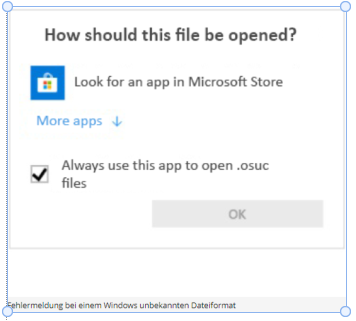 How should this file be opened?
Look for an app in Microsoft Store
More apps ↓
Always use this app to open .osuc
files
OK
Fehlermeldung bei einem Windows unbekannten Dateiformat